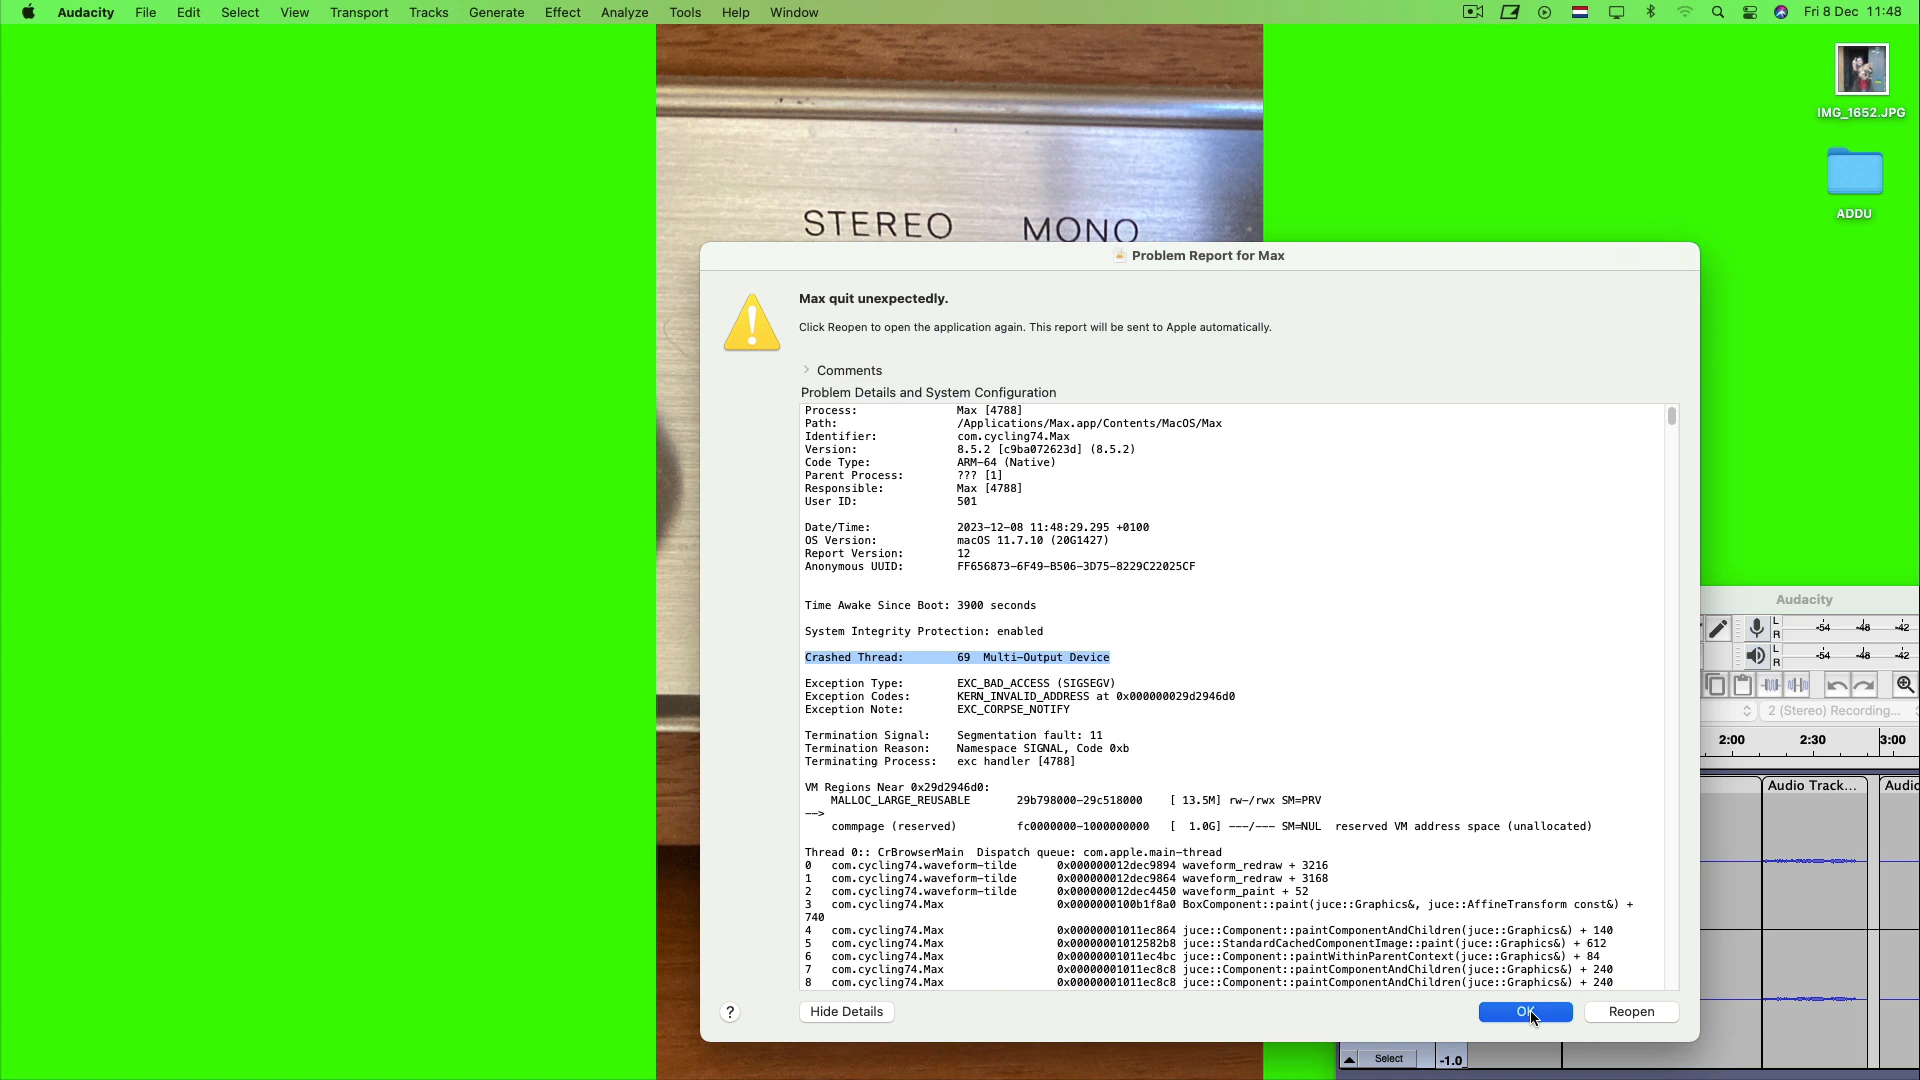 Audacity File Edit Select View Transport Tracks Generate Effect Analyze Tools Help Window Fri 8 Dec 11:48
IMG_1652.JPG
ADDU
STEREO MONO
Problem Report for Max
Max quit unexpectedly.
Click Reopen to open the application again. This report will be sent to Apple automatically.
Comments
Problem Details and System Configuration
Process: Max [4788]
Path: /Applications/Max.app/Contents/MacOS/Max
Identifier: com.cycling74.Max
Version: 8.5.2 [c9ba072623d] (8.5.2)
Code Type: ARM-64 (Native)
Parent Process: ??? [1]
Responsible: Max [4788]
User ID: 501
Date/Time: 2023-12-08 11:48:29.295 +0100
OS Version: macOS 11.7.10 (20G1427)
Report Version: 12
Anonymous UUID: FF656873-6F49-B506-3D75-8229C22025CF
Time Awake Since Boot: 3900 seconds
System Integrity Protection: enabled
Crashed Thread: 69 Multi-Output Device
Exception Type: EXC_BAD_ACCESS (SIGSEGV)
Exception Codes: KERN_INVALID_ADDRESS at 0x000000029d2946d0
Exception Note: EXC_CORPSE_NOTIFY
Termination Signal: Segmentation fault: 11
Termination Reason: Namespace SIGNAL, Code 0xb
Terminating Process: exc handler [4788]
VM Regions Near 0x29d2946d0:
MALLOC_LARGE_REUSABLE 29b798000-29c518000 [ 13.5M] rw-/rwx SM=PRV
-->
commpage (reserved) fc0000000-1000000000 [ 1.0G] ---/--- SM=NUL reserved VM address space (unallocated)
Thread 0:: CrBrowserMain Dispatch queue: com.apple.main-thread
0 com.cycling74.waveform-tilde 0x000000012dec9894 waveform_redraw + 3216
1 com.cycling74.waveform-tilde 0x000000012dec9864 waveform_redraw + 3168
2 com.cycling74.waveform-tilde 0x000000012dec4450 waveform_paint + 52
3 com.cycling74.Max 0x0000000100b1f8a0 BoxComponent::paint(juce::Graphics&, juce::AffineTransform const&) +
740
4 com.cycling74.Max 0x00000001011ec864 juce::Component::paintComponentAndChildren(juce::Graphics&) + 140
5 com.cycling74.Max 0x00000001012582b8 juce::StandardCachedComponentImage::paint(juce::Graphics&) + 612
6 com.cycling74.Max 0x00000001011ec4bc juce::Component::paintWithinParentContext(juce::Graphics&) + 84
7 com.cycling74.Max 0x00000001011ec8c8 juce::Component::paintComponentAndChildren(juce::Graphics&) + 240
8 com.cycling74.Max 0x00000001011ec8c8 juce::Component::paintComponentAndChildren(juce::Graphics&) + 240
? Hide Details OK Reopen
Audacity
L R -54 -48 -42
L R -54 -48 -42
2 (Stereo) Recording...
2:00 2:30 3:00
Audio Track... Audio
Select -1.0